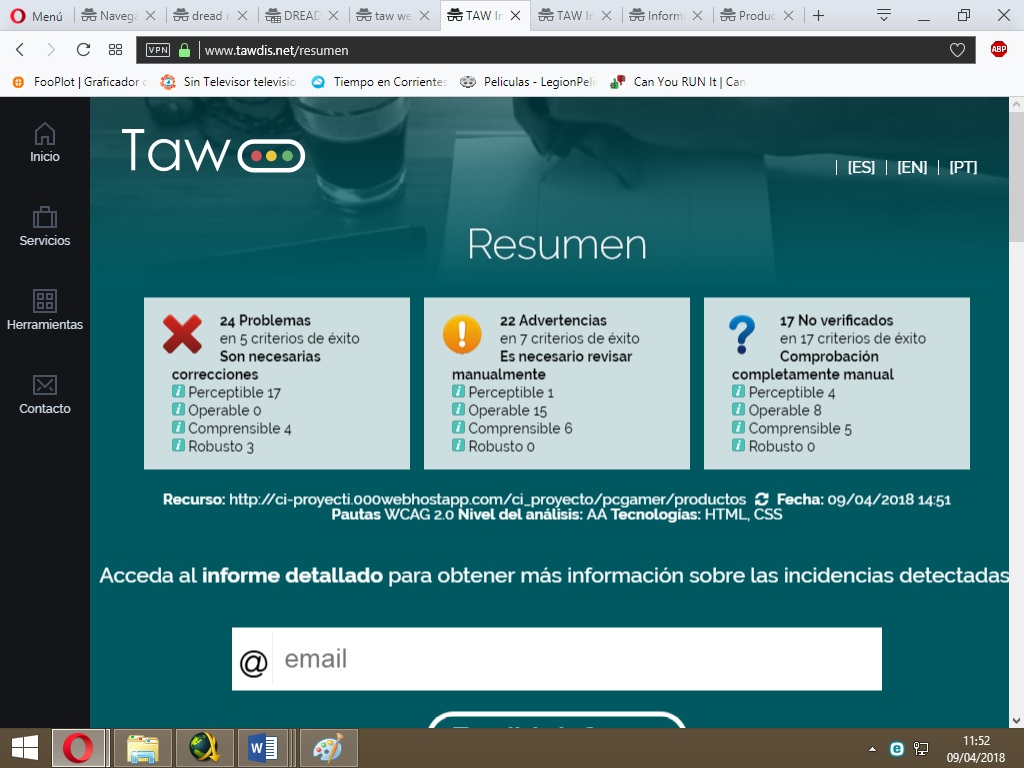 Menú
Navega
dread r
DREAD
taw we
TAW In
TAW In
Inform
Produc
VPN
www.tawdis.net/resumen
ABP
FooPlot | Graficador c
Sin Televisor televisio
Tiempo en Corrientes
Peliculas - LegionPeli
Can You RUN It | Can
Inicio
Servicios
Herramientas
Contacto
Taw
| [ES] | [EN] | [PT]
Resumen
24 Problemas
en 5 criterios de éxito
Son necesarias
correcciones
i Perceptible 17
i Operable 0
i Comprensible 4
i Robusto 3
22 Advertencias
en 7 criterios de éxito
Es necesario revisar
manualmente
i Perceptible 1
i Operable 15
i Comprensible 6
i Robusto 0
17 No verificados
en 17 criterios de éxito
Comprobación
completamente manual
i Perceptible 4
i Operable 8
i Comprensible 5
i Robusto 0
Recurso: http://ci-proyecti.000webhostapp.com/ci_proyecto/pcgamer/productos Fecha: 09/04/2018 14:51
Pautas WCAG 2.0 Nivel del análisis: AA Tecnologías: HTML, CSS
Acceda al informe detallado para obtener más información sobre las incidencias detectadas
@ email
11:52
09/04/2018